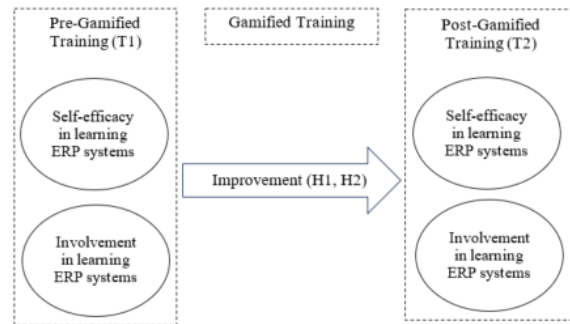 Pre-Gamified
Training (T1)
Gamified Training
Post-Gamified
Training (T2)
Self-efficacy
in learning
ERP systems
Self-efficacy
in learning
ERP systems
Improvement (H1, H2)
Involvement
in learning
ERP systems
Involvement
in learning
ERP systems